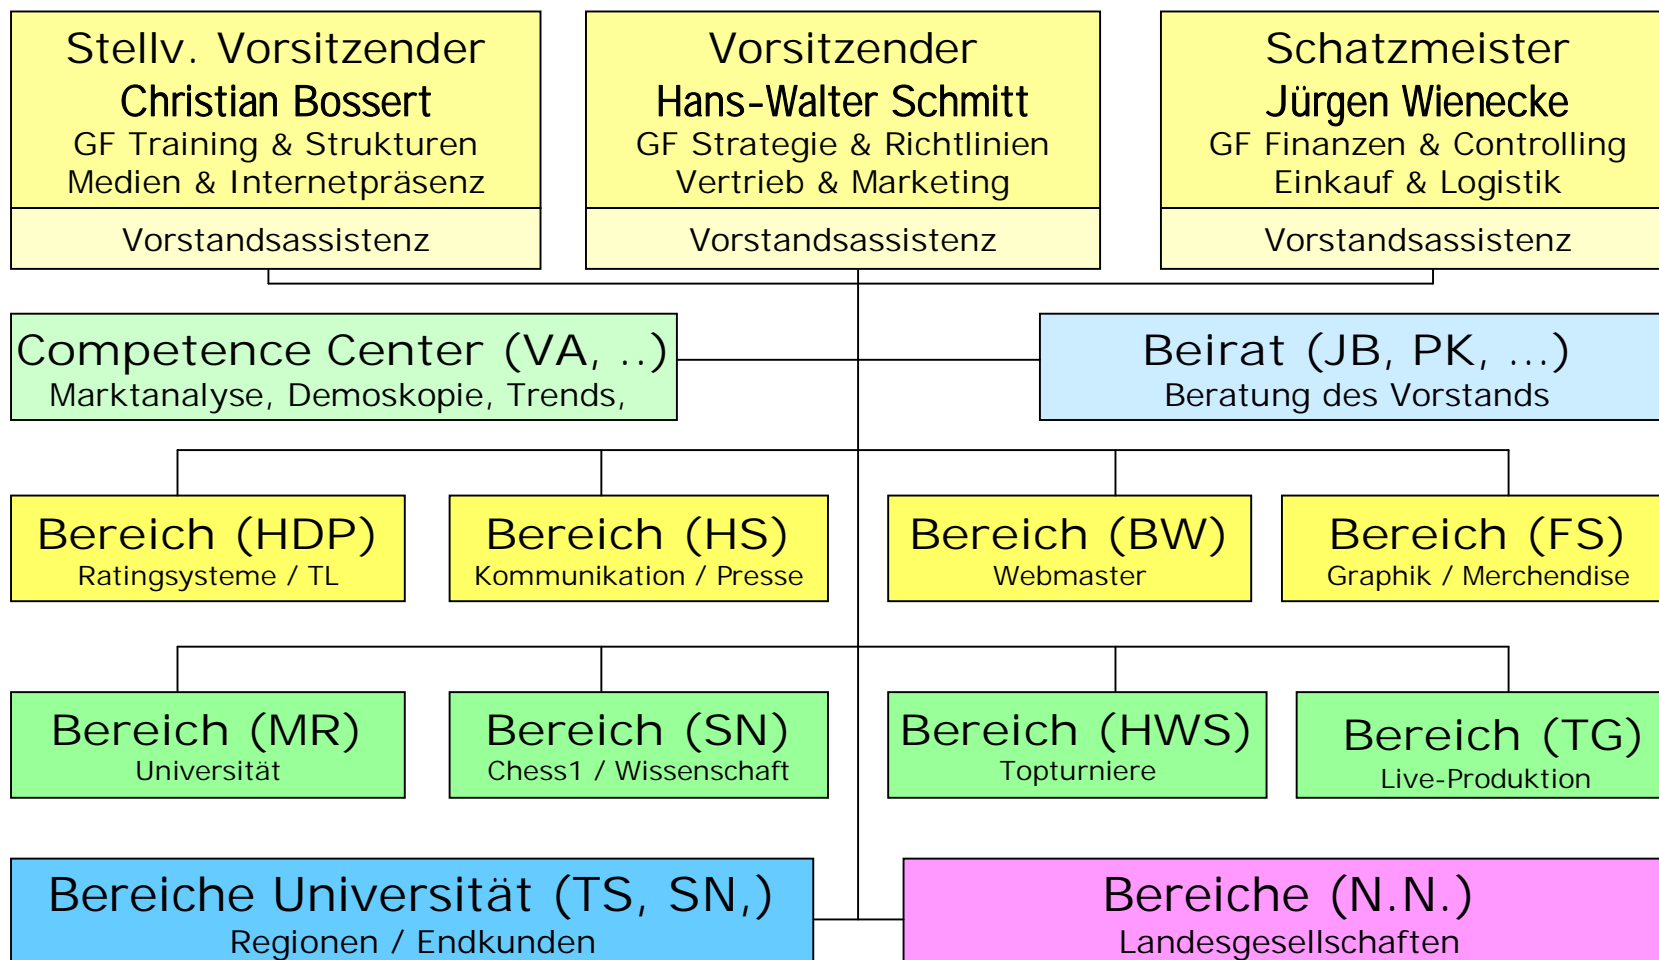 Stellv. Vorsitzender
Christian Bossert
GF Training & Strukturen
Medien & Internetpräsenz
Vorstandsassistenz
Vorsitzender
Hans-Walter Schmitt
GF Strategie & Richtlinien
Vertrieb & Marketing
Vorstandsassistenz
Schatzmeister
Jürgen Wienecke
GF Finanzen & Controlling
Einkauf & Logistik
Vorstandsassistenz
Competence Center (VA, ..)
Marktanalyse, Demoskopie, Trends,
Beirat (JB, PK, ...)
Beratung des Vorstands
Bereich (HDP)
Ratingsysteme / TL
Bereich (HS)
Kommunikation / Presse
Bereich (BW)
Webmaster
Bereich (FS)
Graphik / Merchendise
Bereich (MR)
Universität
Bereich (SN)
Chess1 / Wissenschaft
Bereich (HWS)
Topturniere
Bereich (TG)
Live-Produktion
Bereiche Universität (TS, SN,)
Regionen / Endkunden
Bereiche (N.N.)
Landesgesellschaften